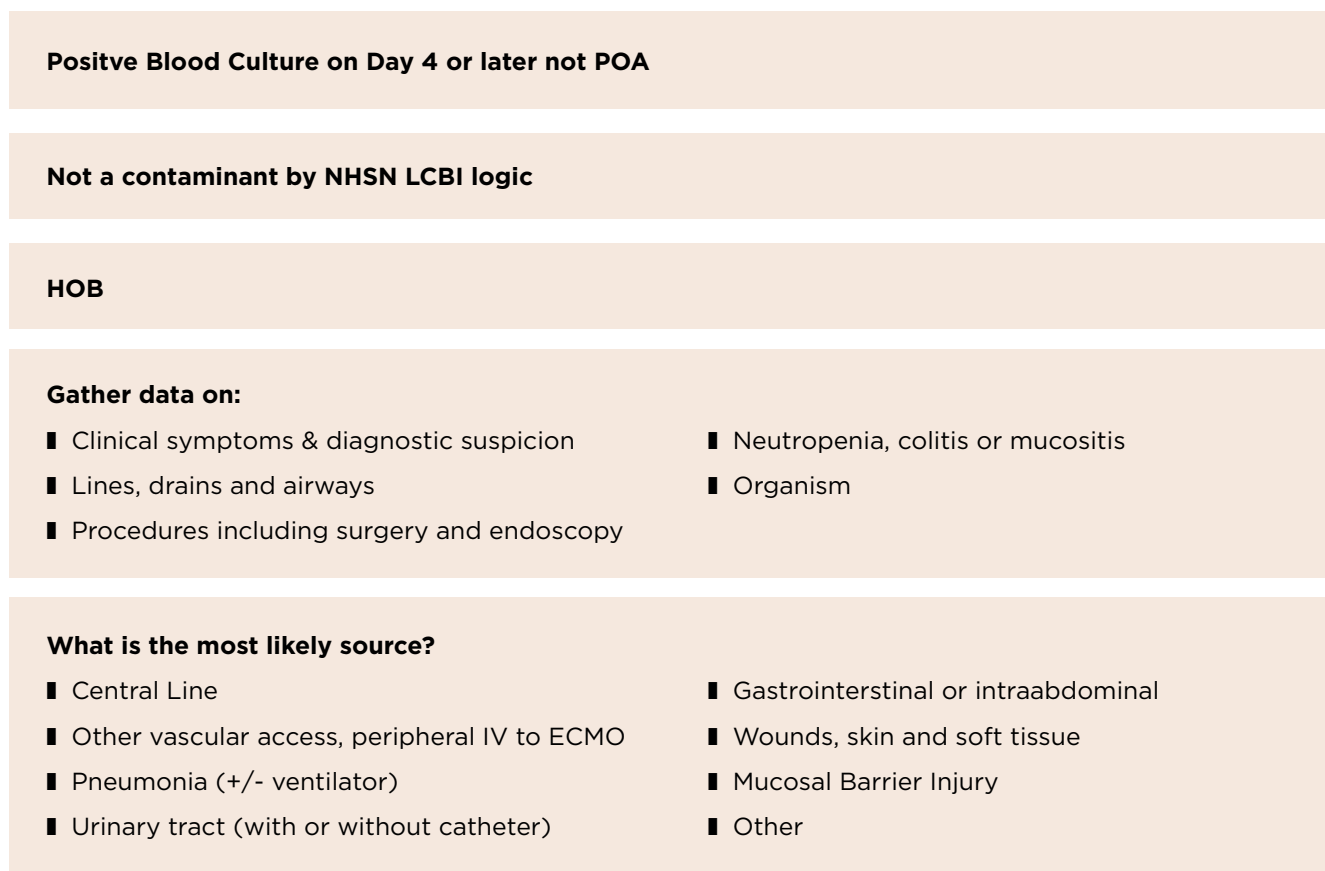 Positve Blood Culture on Day 4 or later not POA
Not a contaminant by NHSN LCBI logic
HOB
Gather data on:
Clinical symptoms & diagnostic suspicion
Lines, drains and airways
Procedures including surgery and endoscopy
Neutropenia, colitis or mucositis
Organism
What is the most likely source?
Central Line
Other vascular access, peripheral IV to ECMO
Pneumonia (+/- ventilator)
Urinary tract (with or without catheter)
Gastrointerstinal or intraabdominal
Wounds, skin and soft tissue
Mucosal Barrier Injury
Other